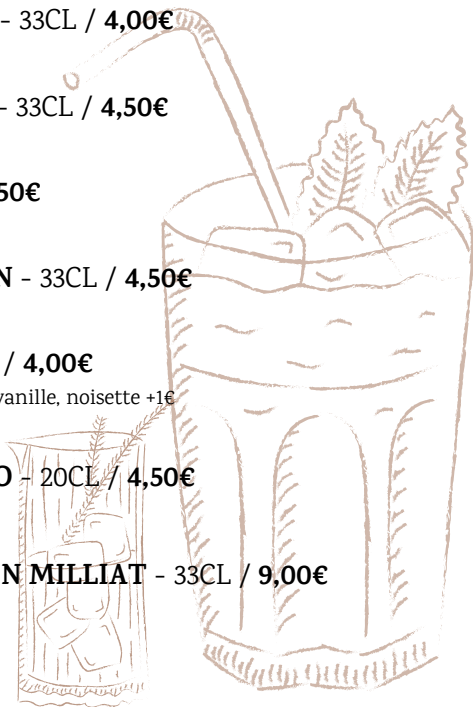 - 33CL / 4,00€
- 33CL / 4,50€
50€
N - 33CL / 4,50€
/ 4,00€
vanille, noisette +1€
O - 20CL / 4,50€
N MILLIAT - 33CL / 9,00€